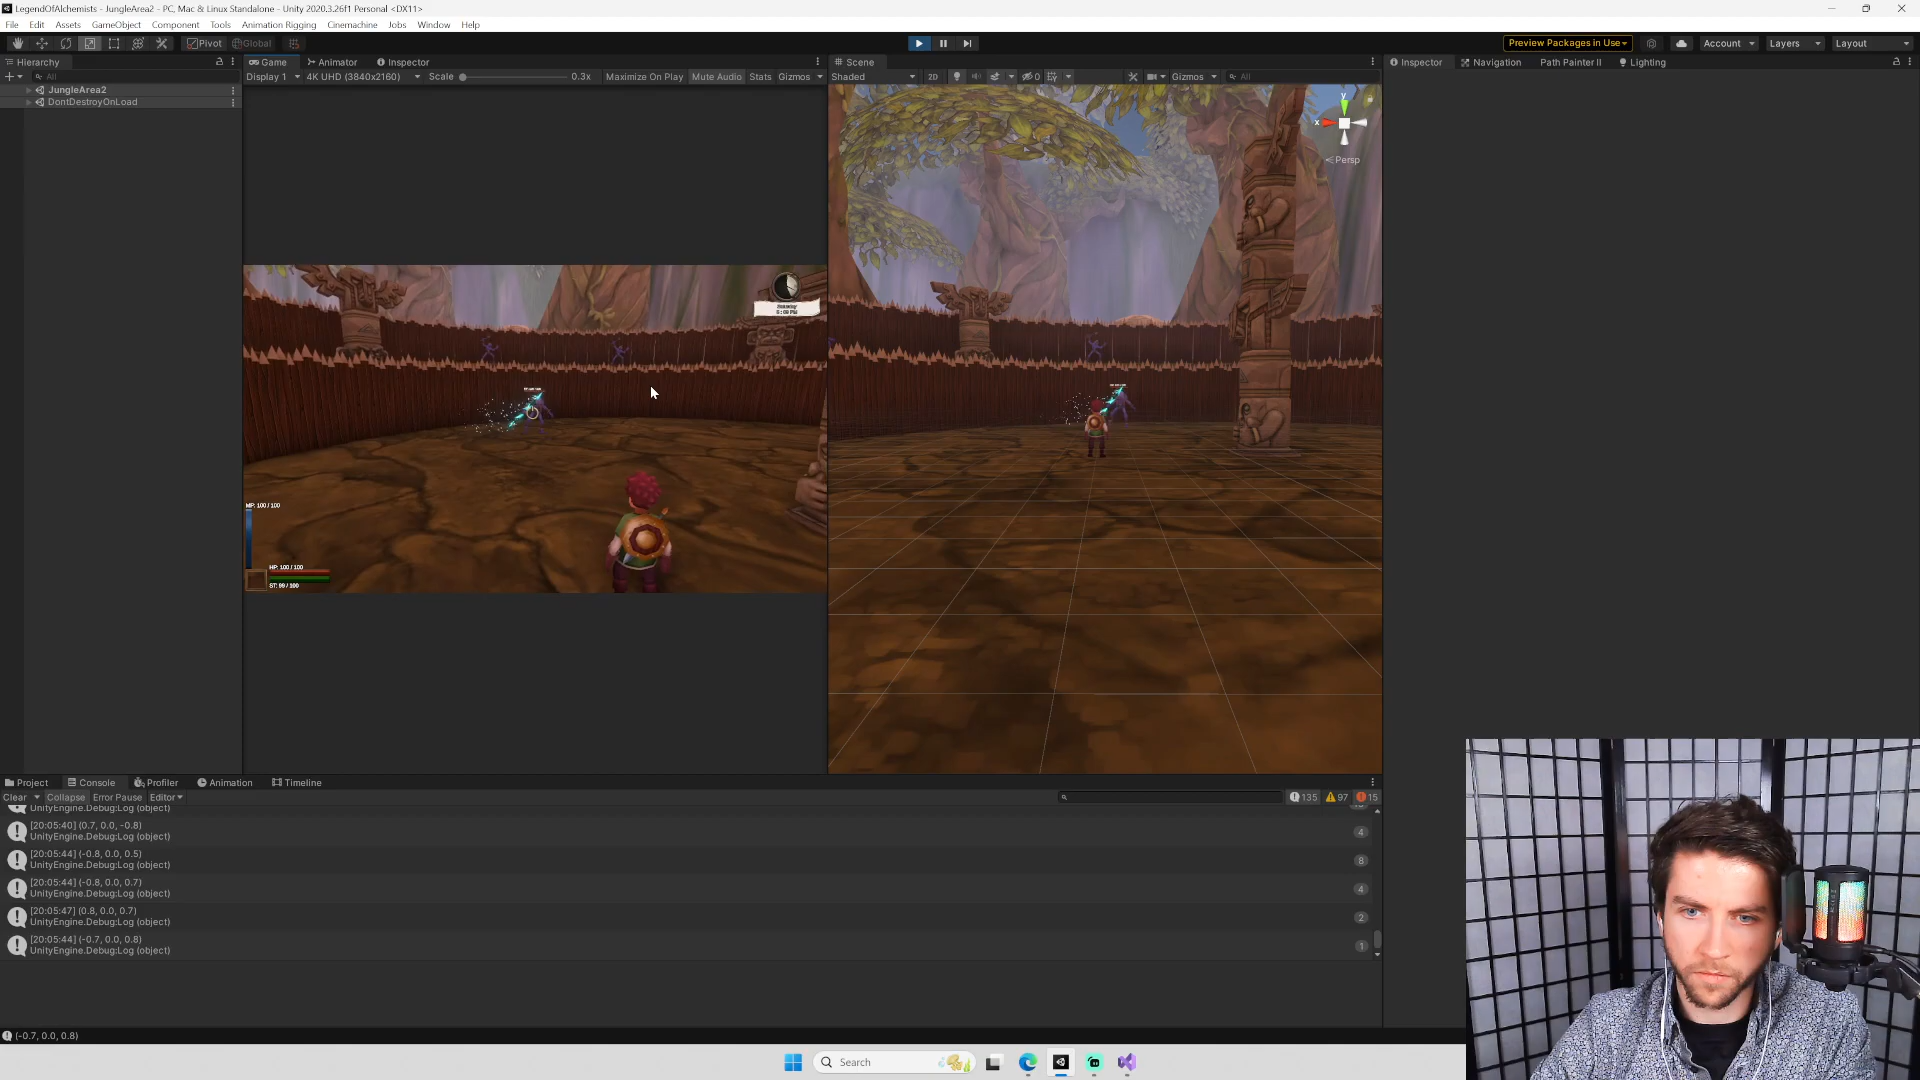 LegendOfAlchemists - JungleArea2 - PC, Mac & Linux Standalone - Unity 2020.3.26f1 Personal <DX11>
File Edit Assets GameObject Component Tools Animation Rigging Cinemachine Jobs Window Help
Pivot Global Preview Packages in Use Account Layers Layout
Hierarchy Game Animator Inspector Scene Inspector Navigation Path Painter II Lighting
All Display 1 4K UHD (3840x2160) Scale 0.3x Maximize On Play Mute Audio Stats Gizmos Shaded 2D 0 Gizmos All
JungleArea2
DontDestroyOnLoad
y
x
Persp
MP: 100 / 100
HP: 100 / 100
ST: 99 / 100
Project Console Profiler Animation Timeline
Clear Collapse Error Pause Editor 135 97 15
UnityEngine.Debug:Log (object)
[20:05:40] (0.7, 0.0, -0.8) 4
UnityEngine.Debug:Log (object)
[20:05:44] (-0.8, 0.0, 0.5) 8
UnityEngine.Debug:Log (object)
[20:05:44] (-0.8, 0.0, 0.7) 4
UnityEngine.Debug:Log (object)
[20:05:47] (0.8, 0.0, 0.7) 2
UnityEngine.Debug:Log (object)
[20:05:44] (-0.7, 0.0, 0.8) 1
UnityEngine.Debug:Log (object)
(-0.7, 0.0, 0.8)
Search